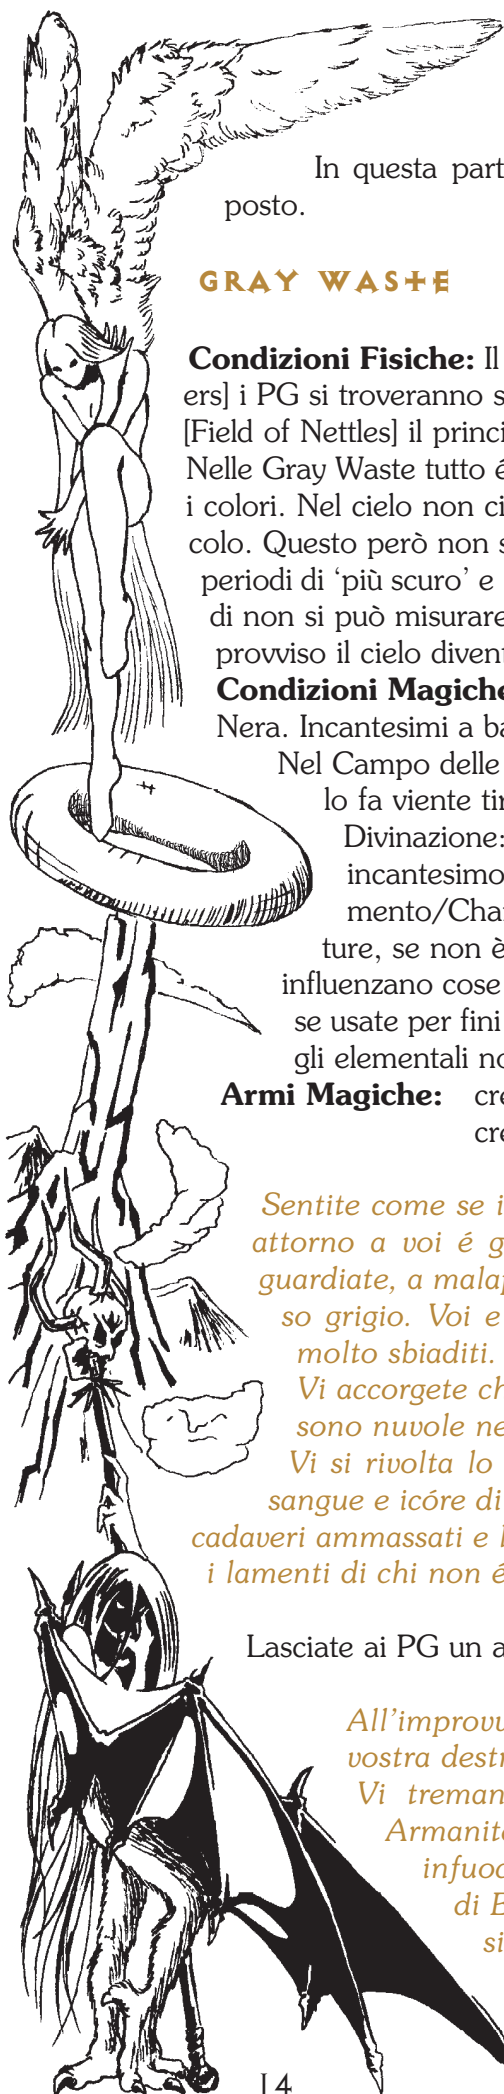 In questa part
posto.
GRAY WASTE
Condizioni Fisiche: Il
ers] i PG si troveranno s
[Field of Nettles] il princi
Nelle Gray Waste tutto é
i colori. Nel cielo non ci
colo. Questo però non s
periodi di ‘più scuro’ e
di non si può misurare
provviso il cielo divent
Condizioni Magiche
Nera. Incantesimi a ba
Nel Campo delle
lo fa viente tir
Divinazione:
incantesimo
mento/Char
ture, se non è
influenzano cose
se usate per fini
gli elementali no
Armi Magiche: cre
cre
Sentite come se i
attorno a voi é g
guardiate, a malap
so grigio. Voi e
molto sbiaditi.
Vi accorgete ch
sono nuvole ne
Vi si rivolta lo
sangue e icóre di
cadaveri ammassati e l
i lamenti di chi non é
Lasciate ai PG un a
All’improvv
vostra destr
Vi treman
Armanite
infuoc
di B
si
14